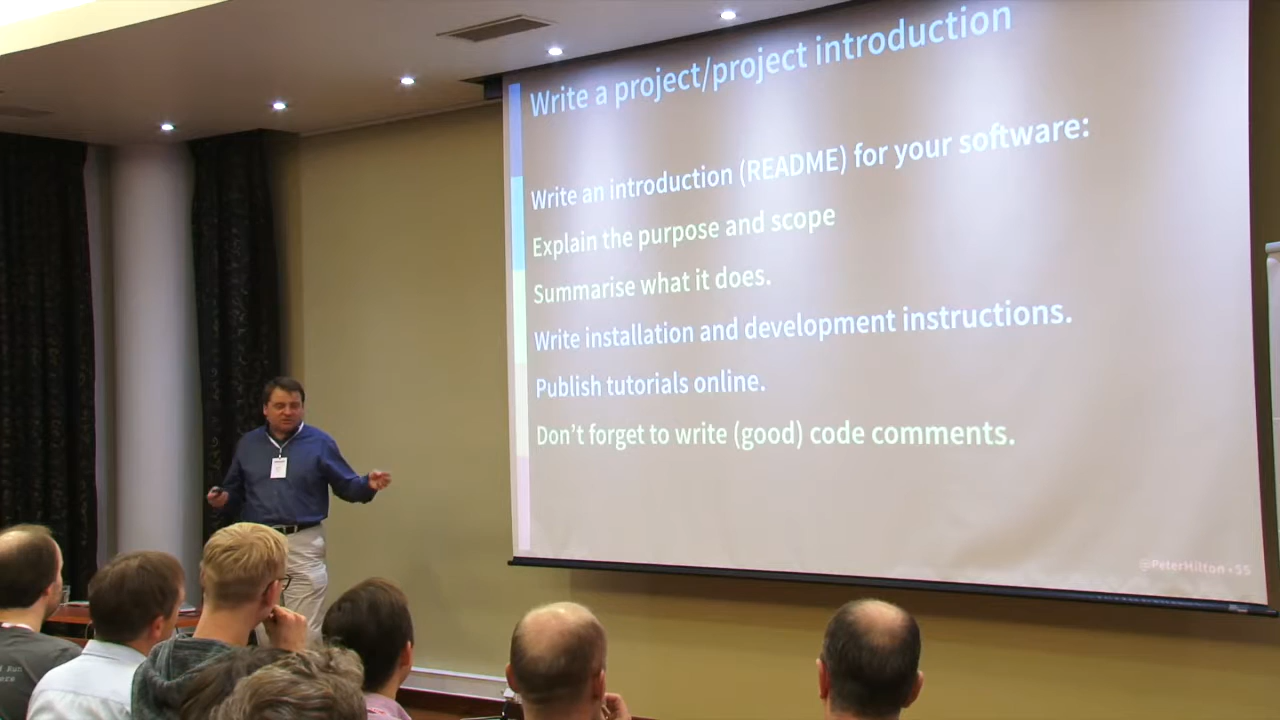 Write a project/project introduction
Write an introduction (README) for your software:
Explain the purpose and scope
Summarise what it does.
Write installation and development instructions.
Publish tutorials online.
Don't forget to write (good) code comments.
@PeterHilton • 55